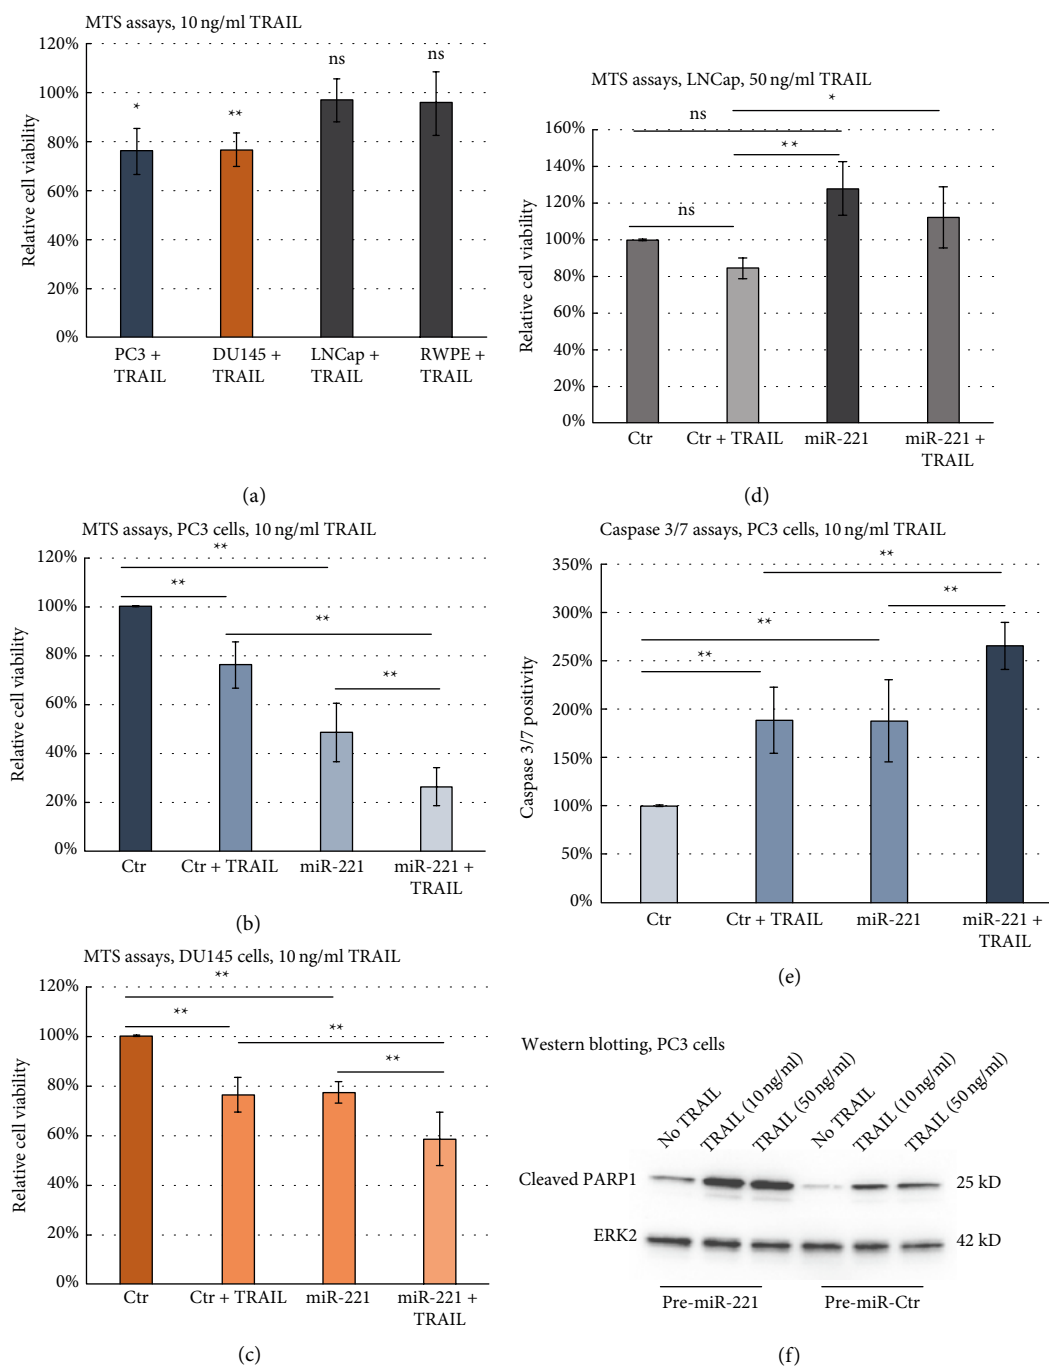 MTS assays, 10 ng/ml TRAIL
120%
100%
80%
60%
40%
20%
0%
Relative cell viability
*
**
ns
ns
PC3 +
TRAIL
DU145 +
TRAIL
LNCap +
TRAIL
RWPE +
TRAIL
(a)
MTS assays, PC3 cells, 10 ng/ml TRAIL
120%
100%
80%
60%
40%
20%
0%
Relative cell viability
**
**
**
**
Ctr
Ctr + TRAIL
miR-221
miR-221 +
TRAIL
(b)
MTS assays, DU145 cells, 10 ng/ml TRAIL
120%
100%
80%
60%
40%
20%
0%
Relative cell viability
**
**
**
**
Ctr
Ctr + TRAIL
miR-221
miR-221 +
TRAIL
(c)
MTS assays, LNCap, 50 ng/ml TRAIL
160%
140%
120%
100%
80%
60%
40%
20%
0%
Relative cell viability
*
ns
**
ns
Ctr
Ctr + TRAIL
miR-221
miR-221 +
TRAIL
(d)
Caspase 3/7 assays, PC3 cells, 10 ng/ml TRAIL
350%
300%
250%
200%
150%
100%
50%
0%
Caspase 3/7 positivity
**
**
**
**
Ctr
Ctr + TRAIL
miR-221
miR-221 +
TRAIL
(e)
Western blotting, PC3 cells
No TRAIL
TRAIL (10 ng/ml)
TRAIL (50 ng/ml)
No TRAIL
TRAIL (10 ng/ml)
TRAIL (50 ng/ml)
Cleaved PARP1
25 kD
ERK2
42 kD
Pre-miR-221
Pre-miR-Ctr
(f)